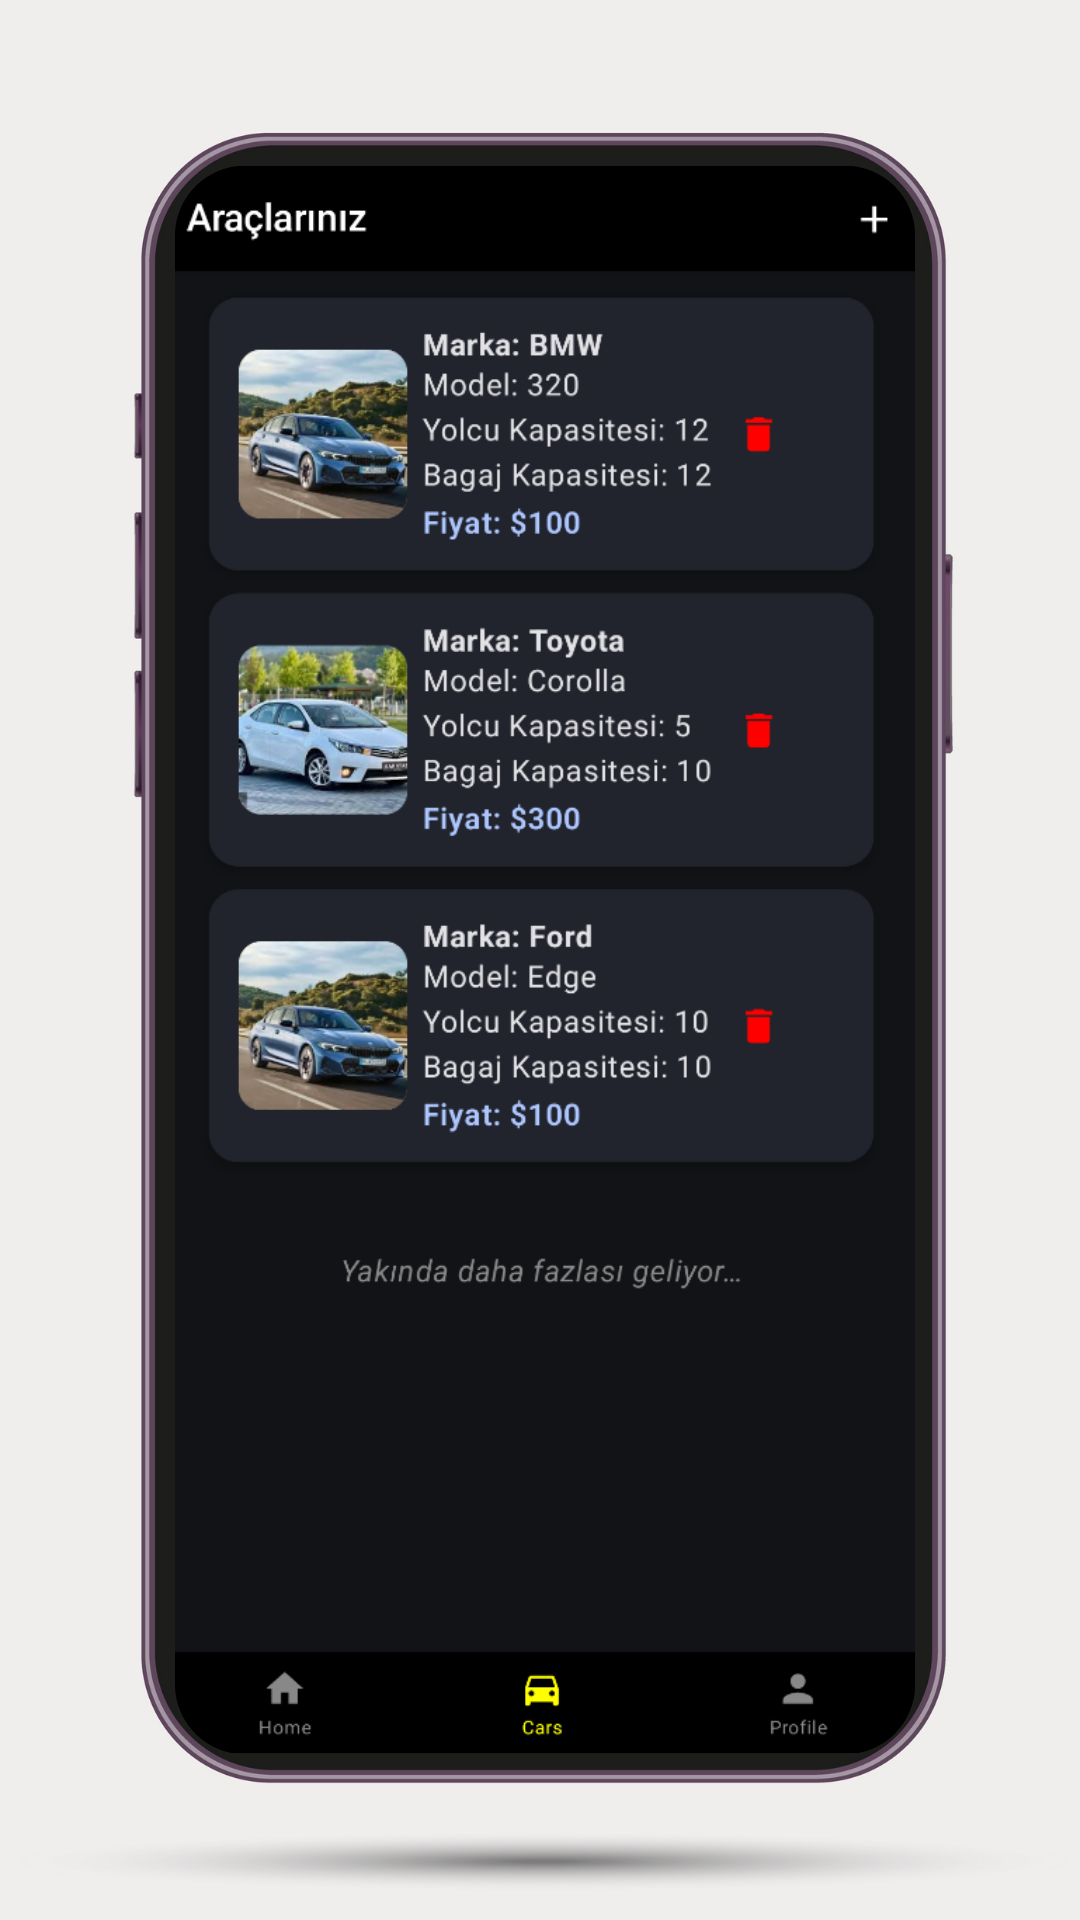 Araçlarınız
Marka: BMW
Model: 320
Yolcu Kapasitesi: 12
Bagaj Kapasitesi: 12
Fiyat: $100
Marka: Toyota
Model: Corolla
Yolcu Kapasitesi: 5
Bagaj Kapasitesi: 10
Fiyat: $300
Marka: Ford
Model: Edge
Yolcu Kapasitesi: 10
Bagaj Kapasitesi: 10
Fiyat: $100
Yakında daha fazlası geliyor...
Home
Cars
Profile